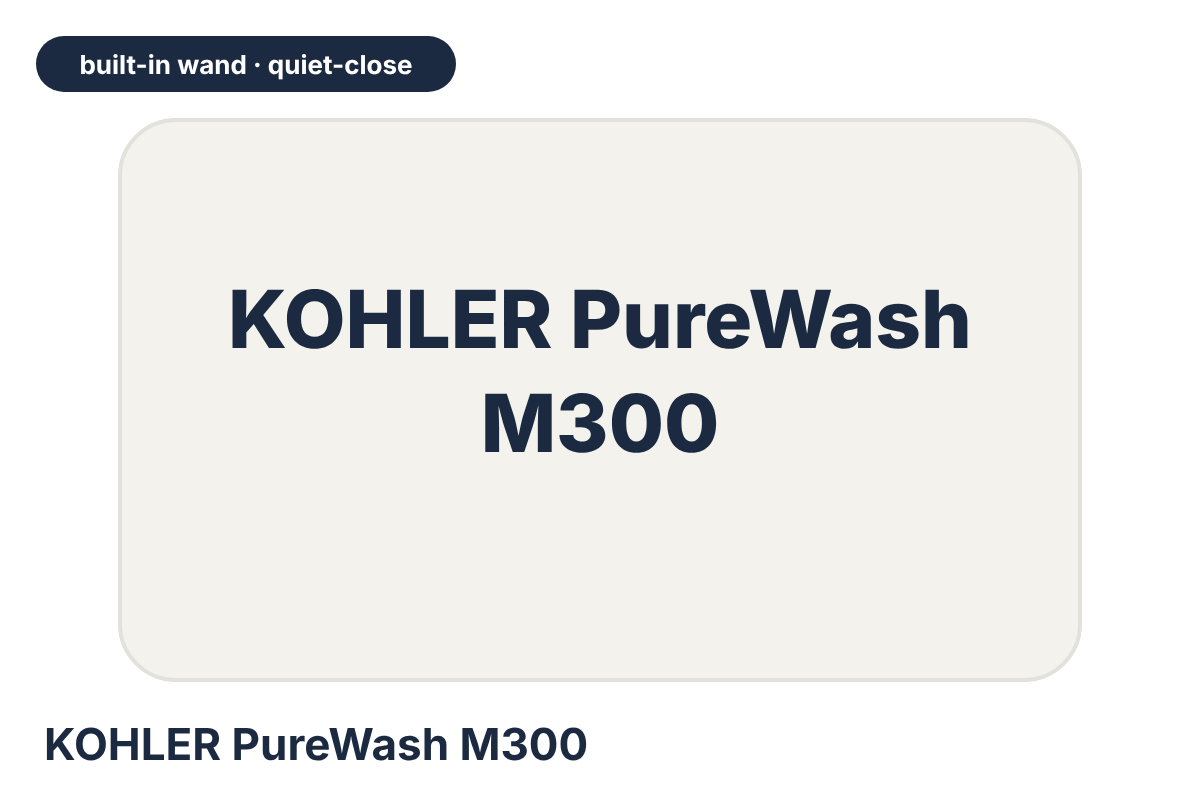 built-in wand · quiet-close
KOHLER PureWash
M300
KOHLER PureWash M300